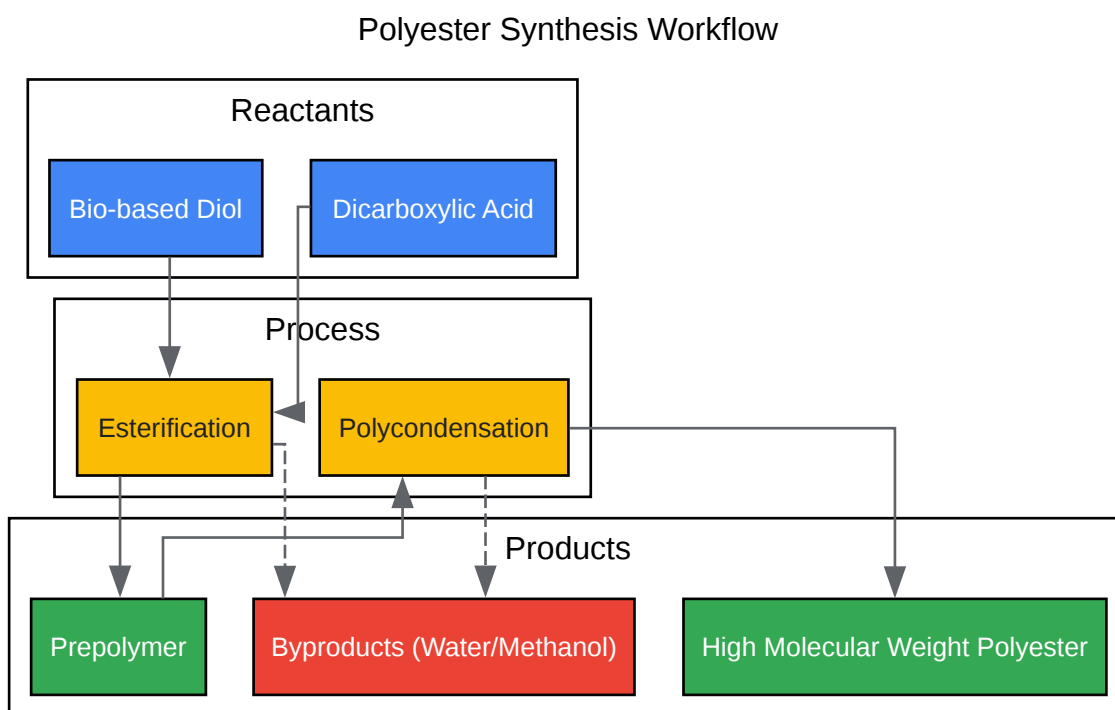 Polyester Synthesis Workflow
Reactants
Bio-based Diol
Dicarboxylic Acid
Process
Esterification
Polycondensation
Products
Prepolymer
Byproducts (Water/Methanol)
High Molecular Weight Polyester